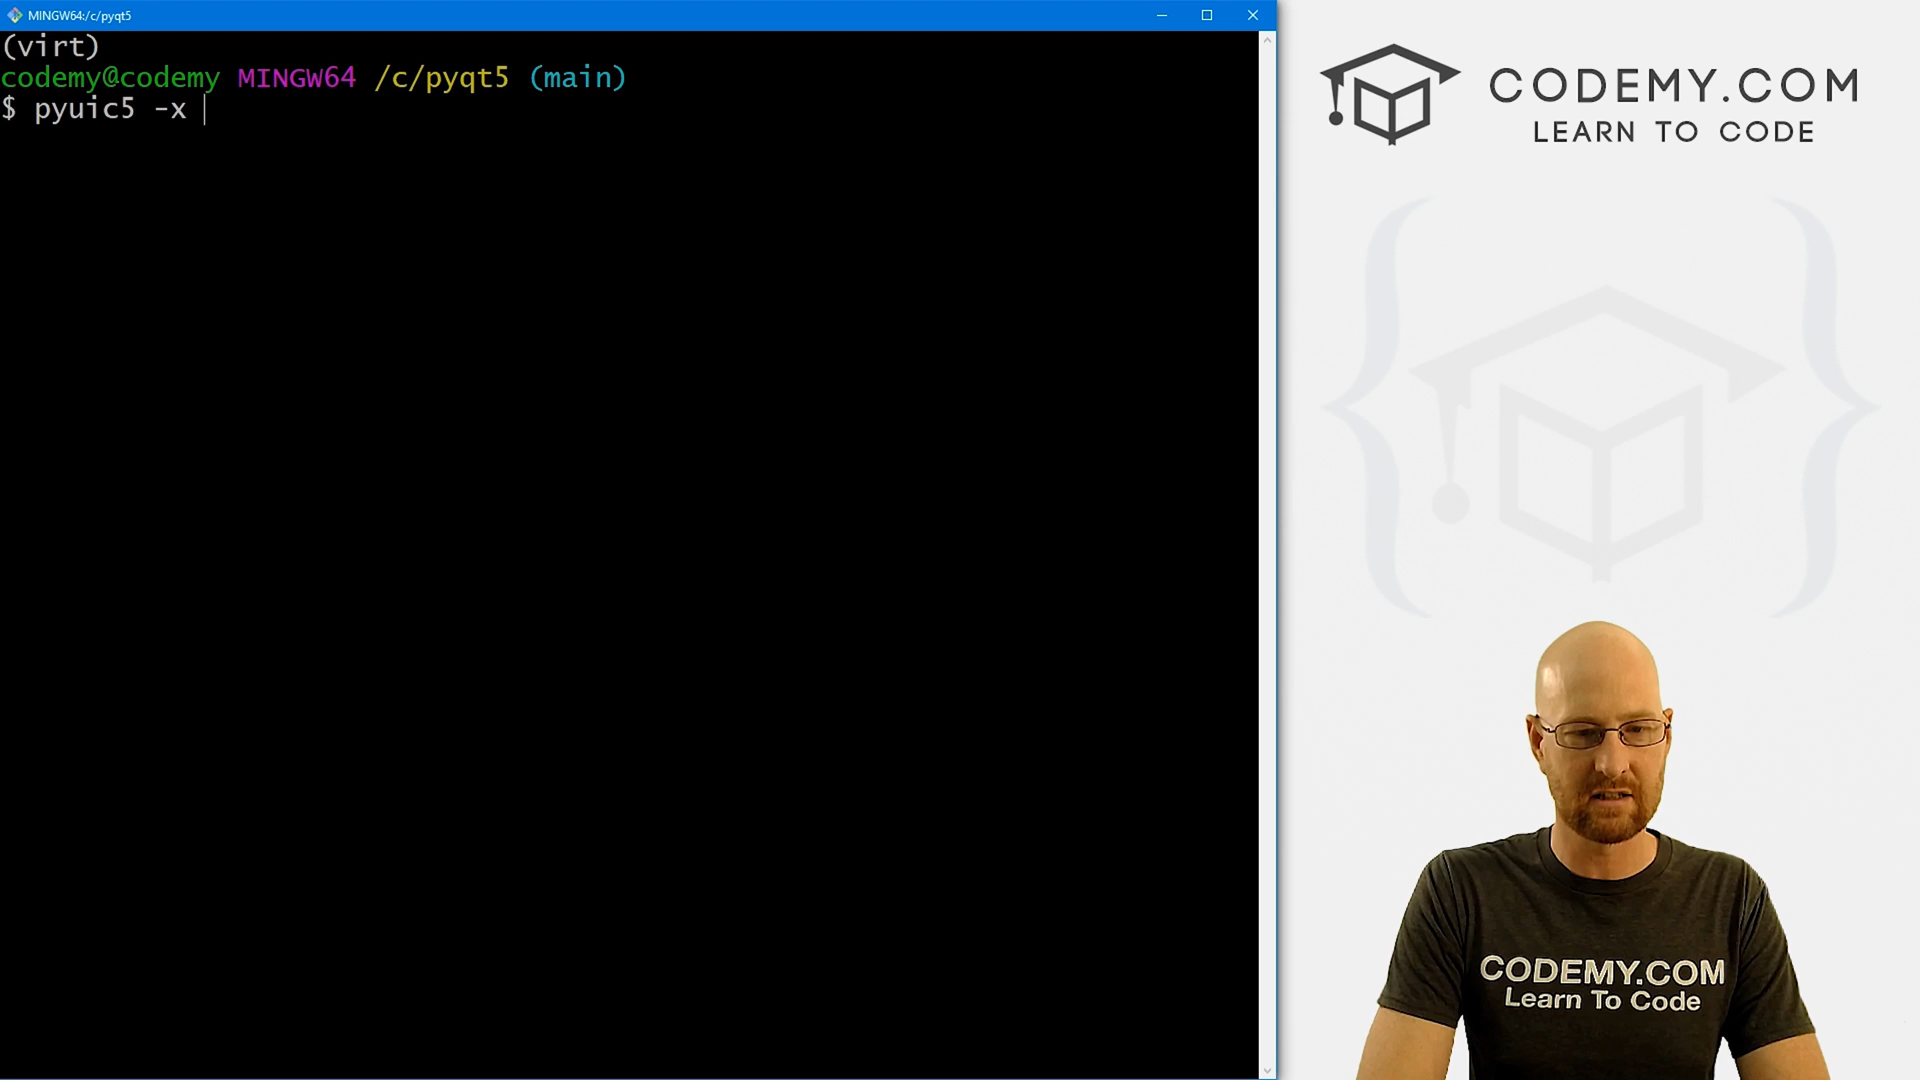 MINGW64:/c/pyqt5
(virt)
codemy@codemy MINGW64 /c/pyqt5 (main)
$ pyuic5 -x
CODEMY.COM
LEARN TO CODE
CODEMY.COM
Learn To Code